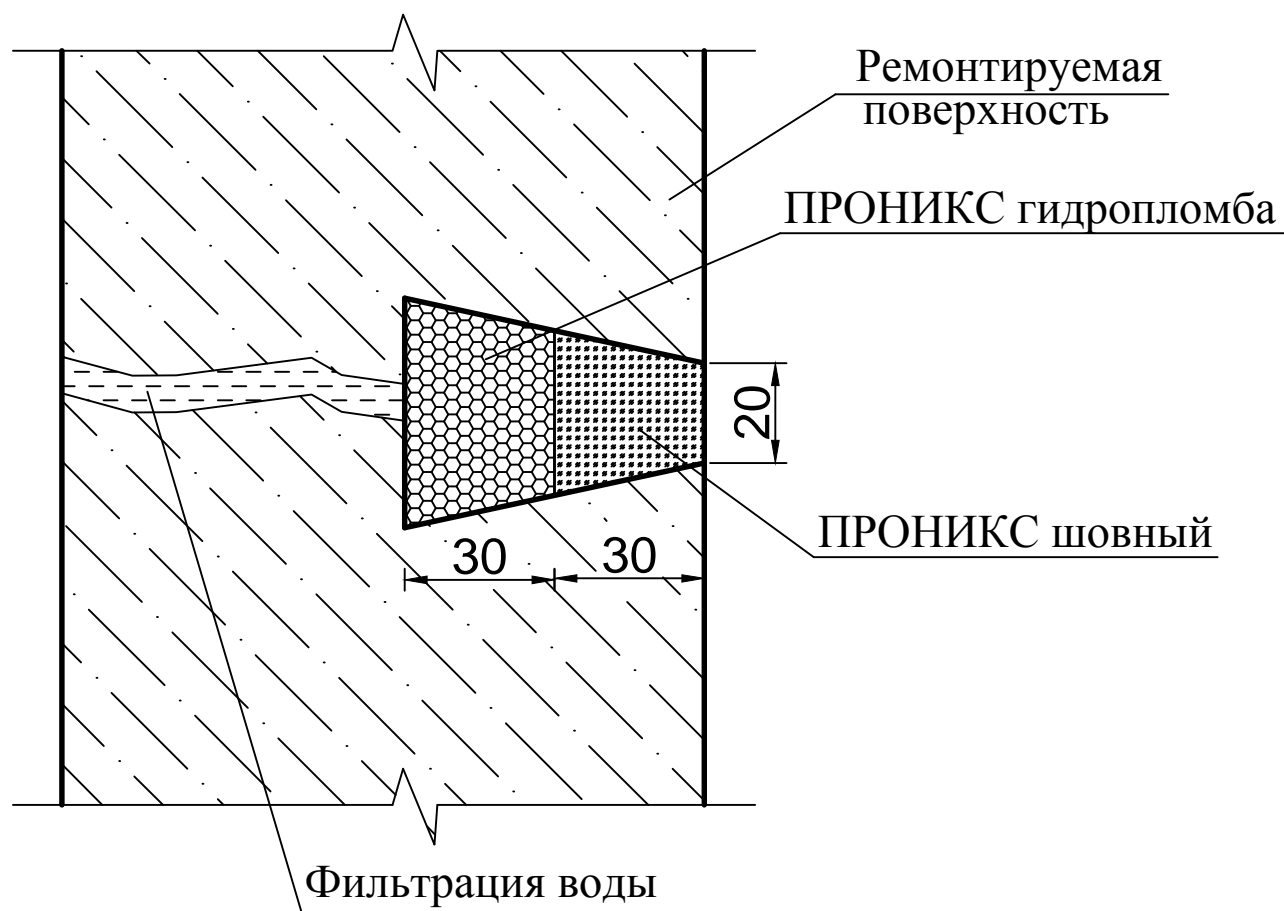 Ремонтируемая
поверхность
ПРОНИКС гидропломба
20
ПРОНИКС шовный
30
30
Фильтрация воды